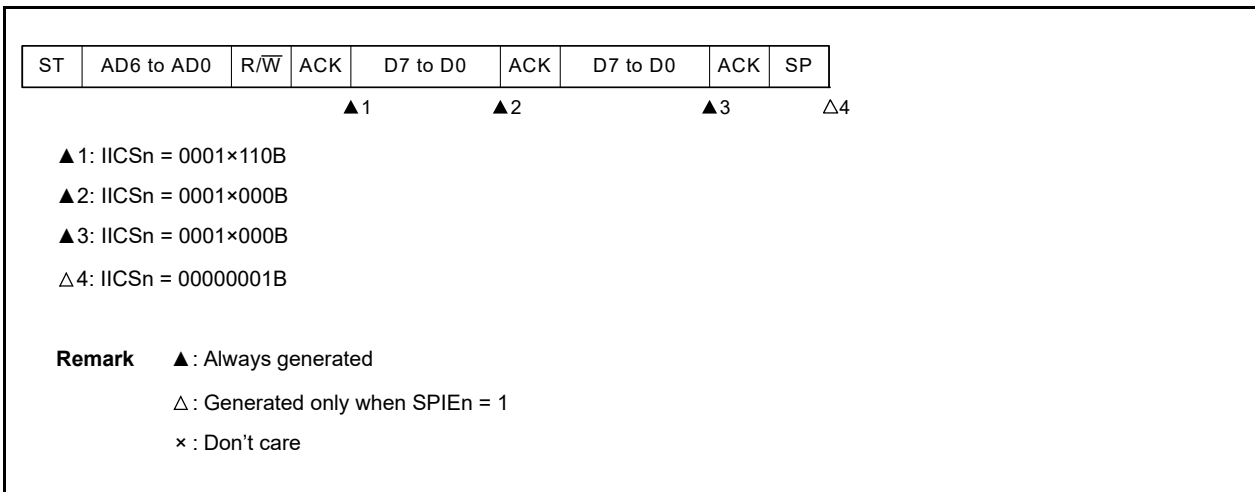 ST AD6 to AD0 R/W̅ ACK D7 to D0 ACK D7 to D0 ACK SP
▲1 ▲2 ▲3 △4
▲1: IICSn = 0001×110B
▲2: IICSn = 0001×000B
▲3: IICSn = 0001×000B
△4: IICSn = 00000001B
Remark ▲: Always generated
△: Generated only when SPIEn = 1
×: Don't care